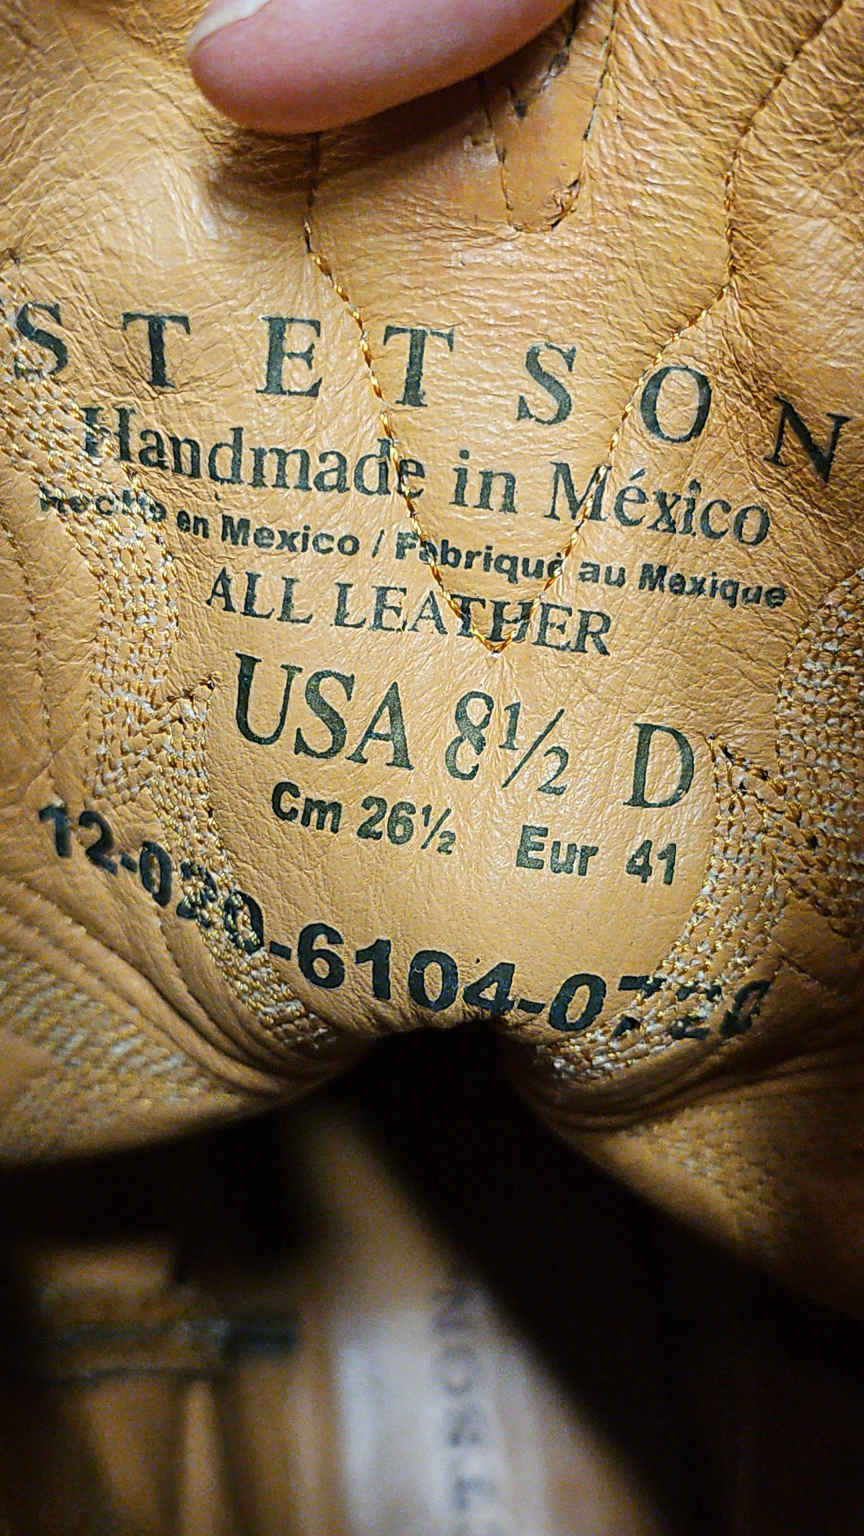 STETSON
Handmade in México
Hecho en Mexico / Fabriqué au Mexique
ALL LEATHER
USA 8½ D
Cm 26½ Eur 41
12-020-6104-0720